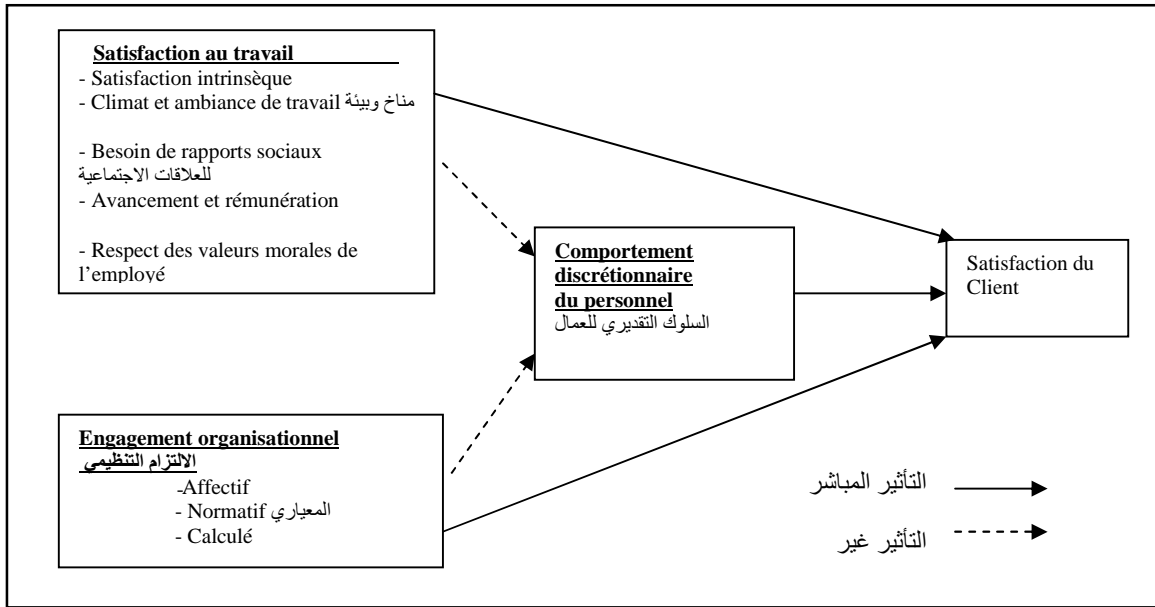 Satisfaction au travail
- Satisfaction intrinsèque
- Climat et ambiance de travail مناخ وبيئة
- Besoin de rapports sociaux
للعلاقات الاجتماعية
- Avancement et rémunération
- Respect des valeurs morales de
l’employé
Comportement
discrétionnaire
du personnel
السلوك التقديري للعمال
Satisfaction du
Client
Engagement organisationnel
الالتزام التنظيمي
-Affectif
- Normatif المعياري
- Calculé
التأثير المباشر
التأثير غير